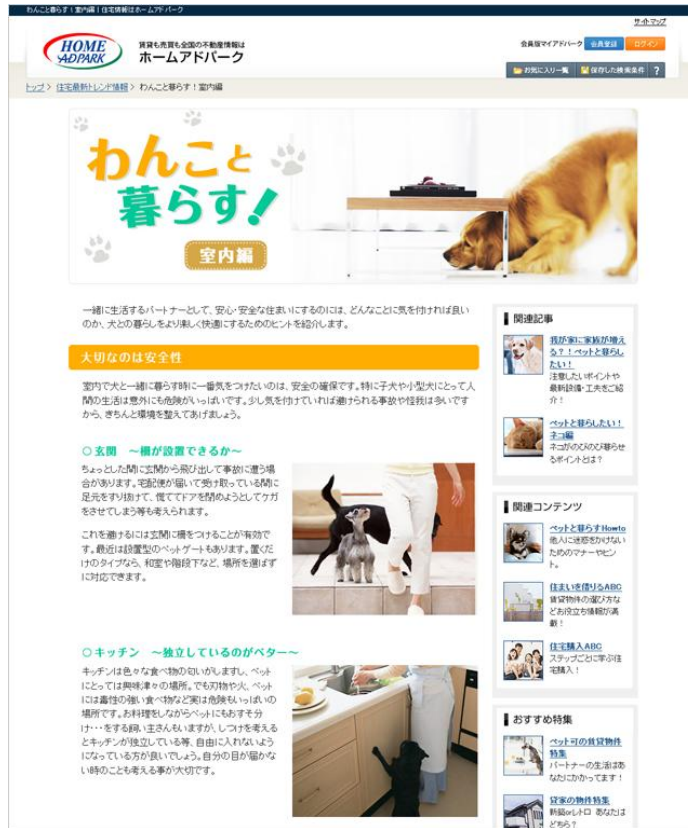 わんこと暮らす！室内編｜住宅情報はホームアドパーク
サイトマップ
HOME
ADPARK
賃貸も売買も全国の不動産情報は
ホームアドパーク
会員版マイアドパーク 会員登録 ログイン
お気に入り一覧 保存した検索条件 ?
トップ > 住宅最新トレンド情報 > わんこと暮らす！室内編
わんこと
暮らす!
室内編
一緒に生活するパートナーとして、安心・安全な住まいにするのには、どんなことに気を付ければ良い
のか、犬との暮らしをより楽しく快適にするためのヒントを紹介します。
大切なのは安全性
室内で犬と一緒に暮らす時に一番気をつけたいのは、安全の確保です。特に子犬や小型犬にとって人
間の生活は意外にも危険がいっぱいです。少し気を付けていれば避けられる事故や怪我は多いです
から、きちんと環境を整えてあげましょう。
○玄関　～柵が設置できるか～
ちょっとした隙に玄関から飛び出して事故に遭う場
合があります。宅配便が届いて受け取っている隙に
足元をすり抜けて、慌ててドアを閉めようとしてケガ
をさせてしまう等も考えられます。
これを避けるには玄関に柵をつけることが有効で
す。最近は設置型のペットゲートもあります。置くだ
けのタイプなら、和室や階段下など、場所を選ばず
に対応できます。
○キッチン　～独立しているのがベター～
キッチンは色々な食べ物の匂いがしますし、ペット
にとっては興味津々の場所。でも刃物や火、ペット
には毒性の強い食べ物など実は危険もいっぱいの
場所です。お料理をしながらペットにもおすそ分
け・・・をする飼い主さんもいますが、しつけを考える
とキッチンが独立している等、自由に入れないよう
になっている方が良いでしょう。自分の目が届かな
い時のことも考える事が大切です。
関連記事
我が家に家族が増え
る？！ペットと暮らし
たい！
注意したいポイントや
最新設備・工夫をご紹
介！
ペットと暮らしたい！
ネコ編
ネコがのびのび暮らせ
るポイントとは？
関連コンテンツ
ペットと暮らすHowto
他人に迷惑をかけない
ためのマナーやヒン
ト。
住まいを借りるABC
賃貸物件の選び方な
どお役立ち情報が満
載！
住宅購入ABC
ステップごとに学ぶ住
宅購入！
おすすめ特集
ペット可の賃貸物件
特集
パートナーの生活はあ
なたにかかってます！
貸家の物件特集
新築orレトロ あなたは
どちら？